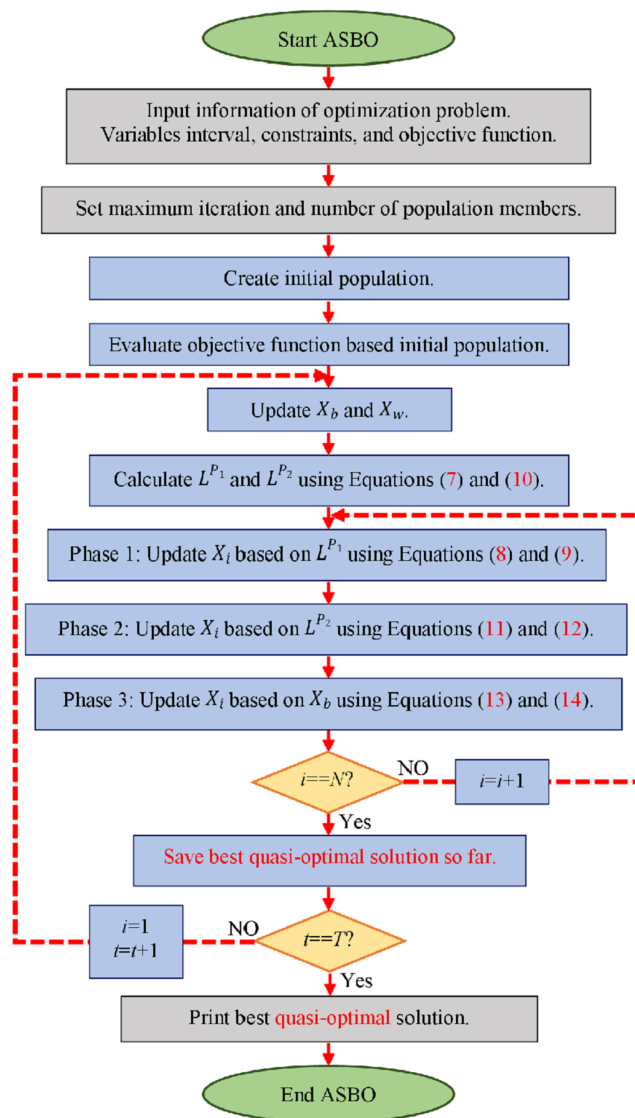 Start ASBO
Input information of optimization problem.
Variables interval, constraints, and objective function.
Set maximum iteration and number of population members.
Create initial population.
Evaluate objective function based initial population.
Update X_b and X_w.
Calculate L^{P_1} and L^{P_2} using Equations (7) and (10).
Phase 1: Update X_i based on L^{P_1} using Equations (8) and (9).
Phase 2: Update X_i based on L^{P_2} using Equations (11) and (12).
Phase 3: Update X_i based on X_b using Equations (13) and (14).
i==N?
NO
i=i+1
Yes
Save best quasi-optimal solution so far.
i=1
t=t+1
NO
t==T?
Yes
Print best quasi-optimal solution.
End ASBO